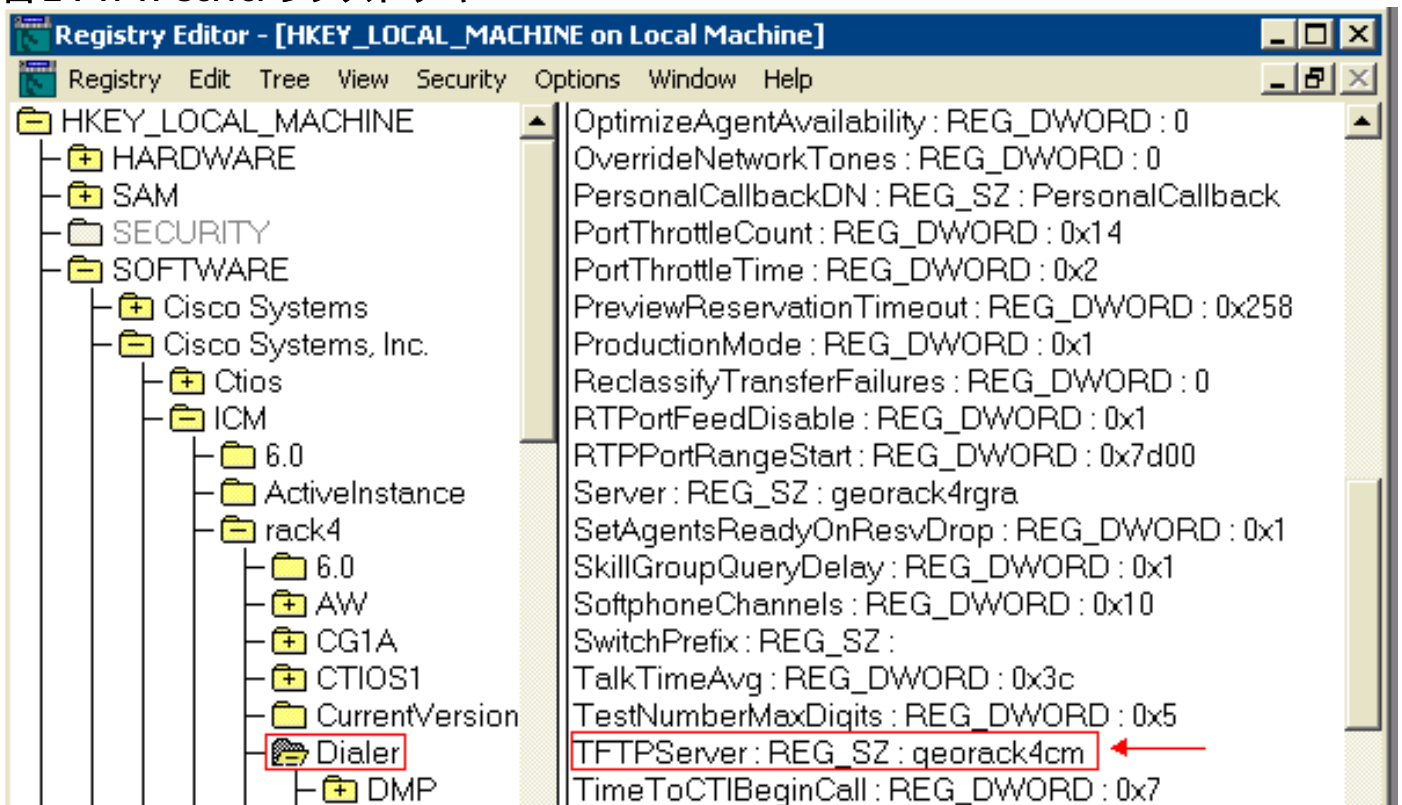 Registry Editor - [HKEY_LOCAL_MACHINE on Local Machine]
Registry Edit Tree View Security Options Window Help
HKEY_LOCAL_MACHINE
HARDWARE
SAM
SECURITY
SOFTWARE
Cisco Systems
Cisco Systems, Inc.
Ctios
ICM
6.0
ActiveInstance
rack4
6.0
AW
CG1A
CTIOS1
CurrentVersion
Dialer
DMP
OptimizeAgentAvailability : REG_DWORD : 0
OverrideNetworkTones : REG_DWORD : 0
PersonalCallbackDN : REG_SZ : PersonalCallback
PortThrottleCount : REG_DWORD : 0x14
PortThrottleTime : REG_DWORD : 0x2
PreviewReservationTimeout : REG_DWORD : 0x258
ProductionMode : REG_DWORD : 0x1
ReclassifyTransferFailures : REG_DWORD : 0
RTPortFeedDisable : REG_DWORD : 0x1
RTPPortRangeStart : REG_DWORD : 0x7d00
Server : REG_SZ : georack4rgra
SetAgentsReadyOnResvDrop : REG_DWORD : 0x1
SkillGroupQueryDelay : REG_DWORD : 0x1
SoftphoneChannels : REG_DWORD : 0x10
SwitchPrefix : REG_SZ :
TalkTimeAvg : REG_DWORD : 0x3c
TestNumberMaxDigits : REG_DWORD : 0x5
TFTPServer : REG_SZ : georack4cm
TimeToCTIBeginCall : REG_DWORD : 0x7